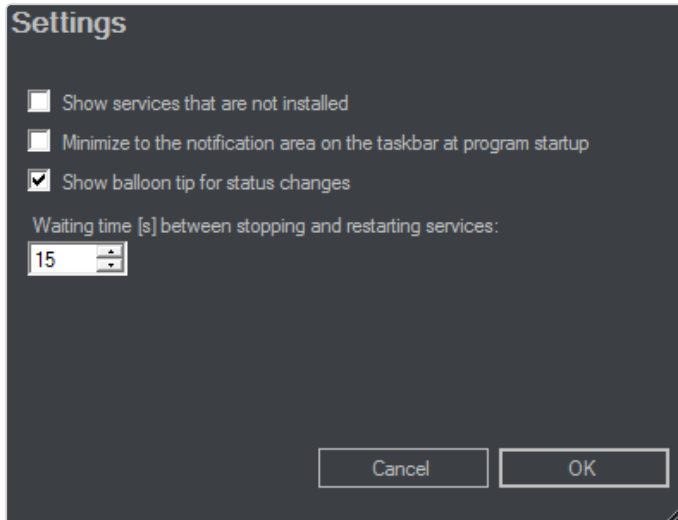 Settings
Show services that are not installed
Minimize to the notification area on the taskbar at program startup
Show balloon tip for status changes
Waiting time [s] between stopping and restarting services:
15
Cancel
OK